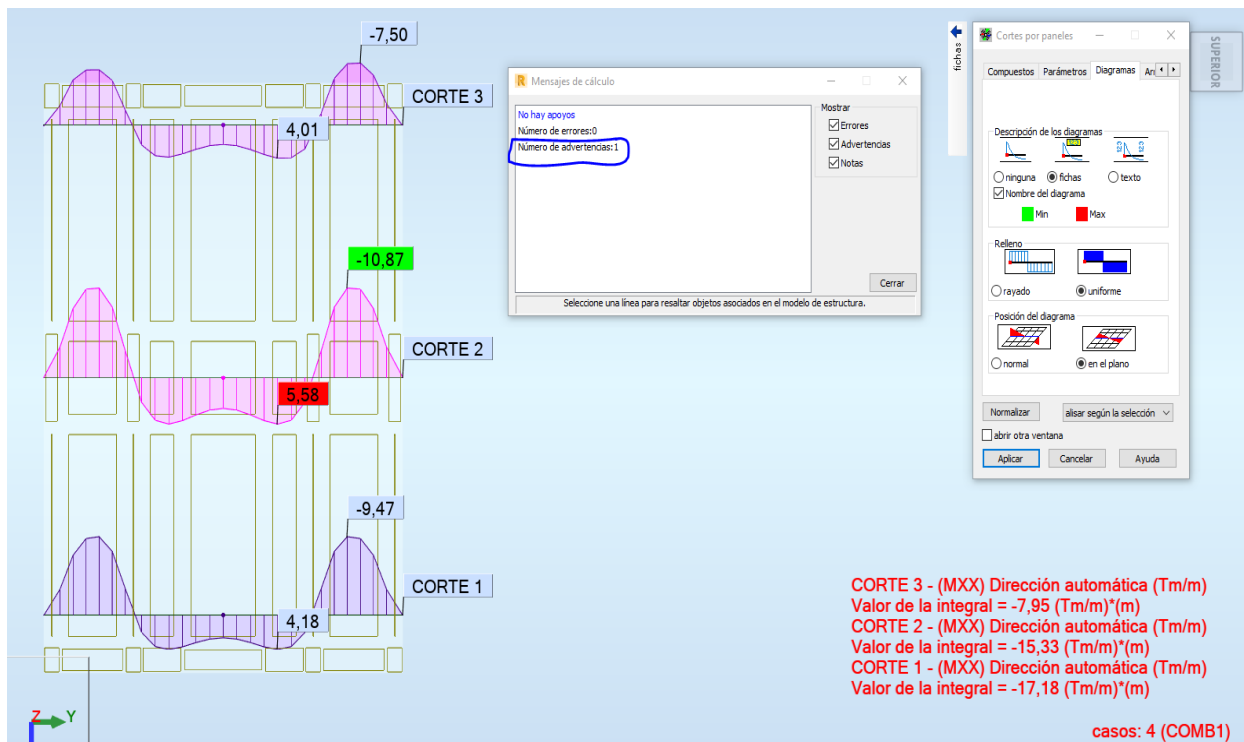 -7,50
CORTE 3
4,01
-10,87
CORTE 2
5,58
-9,47
CORTE 1
4,18
Z
Y
Mensajes de cálculo
No hay apoyos
Número de errores:0
Número de advertencias:1
Mostrar
Errores
Advertencias
Notas
Cerrar
Seleccione una línea para resaltar objetos asociados en el modelo de estructura.
fichas
Cortes por paneles
Compuestos Parámetros Diagramas
Descripción de los diagramas
ninguna fichas texto
Nombre del diagrama
Min Max
Relleno
rayado uniforme
Posición del diagrama
normal en el plano
Normalizar alisar según la selección
abrir otra ventana
Aplicar Cancelar Ayuda
SUPERIOR
CORTE 3 - (MXX) Dirección automática (Tm/m)
Valor de la integral = -7,95 (Tm/m)*(m)
CORTE 2 - (MXX) Dirección automática (Tm/m)
Valor de la integral = -15,33 (Tm/m)*(m)
CORTE 1 - (MXX) Dirección automática (Tm/m)
Valor de la integral = -17,18 (Tm/m)*(m)
casos: 4 (COMB1)